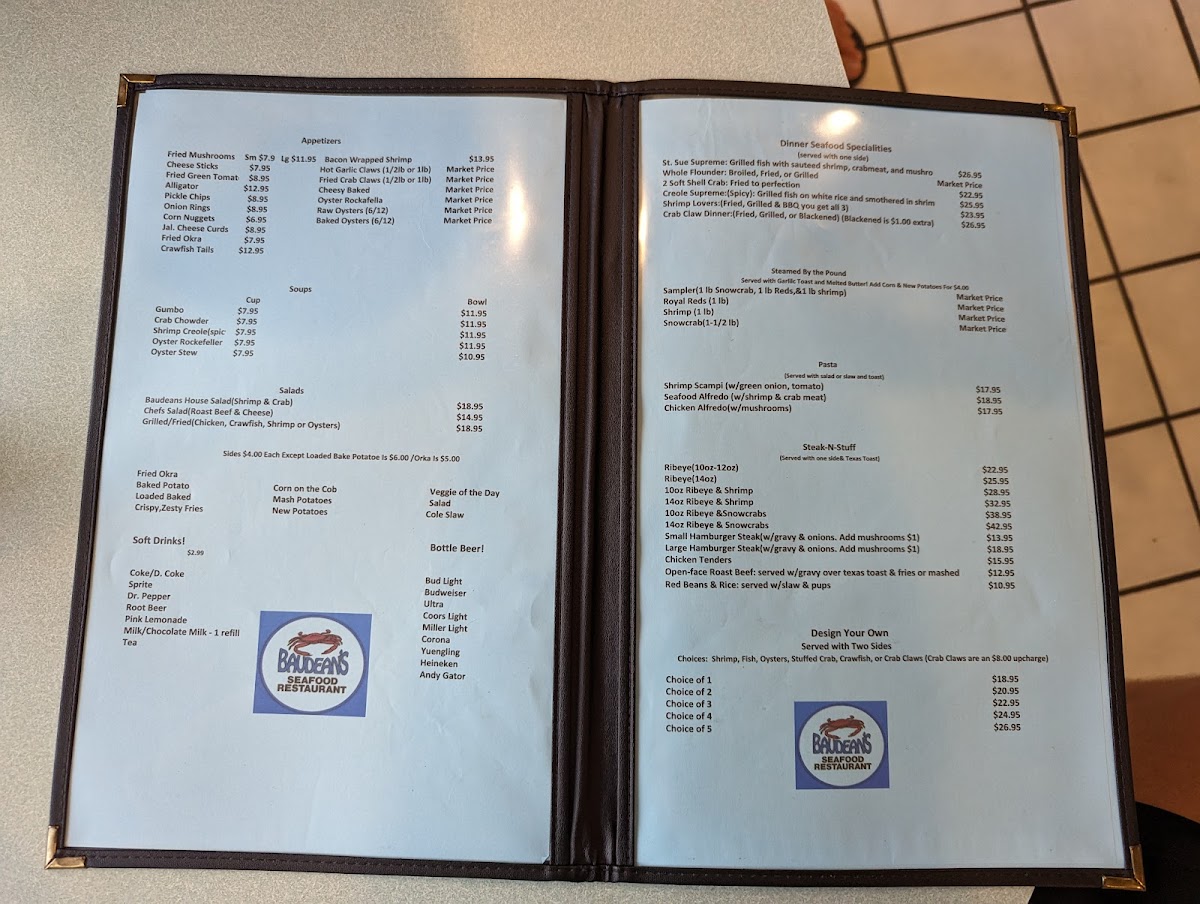 Appetizers
Fried Mushrooms Sm $7.9 Lg $11.95 Bacon Wrapped Shrimp $13.95
Cheese Sticks $7.95 Hot Garlic Claws (1/2lb or 1lb) Market Price
Fried Green Tomat $8.95 Fried Crab Claws (1/2lb or 1lb) Market Price
Alligator $12.95 Cheesy Baked Market Price
Pickle Chips $8.95 Oyster Rockafella Market Price
Onion Rings $8.95 Raw Oysters (6/12) Market Price
Corn Nuggets $6.95 Baked Oysters (6/12) Market Price
Jal. Cheese Curds $8.95
Fried Okra $7.95
Crawfish Tails $12.95
Soups
Cup Bowl
Gumbo $7.95 $11.95
Crab Chowder $7.95 $11.95
Shrimp Creole(spic $7.95 $11.95
Oyster Rockefeller $7.95 $11.95
Oyster Stew $7.95 $10.95
Salads
Baudeans House Salad(Shrimp & Crab) $18.95
Chefs Salad(Roast Beef & Cheese) $14.95
Grilled/Fried(Chicken, Crawfish, Shrimp or Oysters) $18.95
Sides $4.00 Each Except Loaded Bake Potatoe Is $6.00 /Orka Is $5.00
Fried Okra
Baked Potato Corn on the Cob Veggie of the Day
Loaded Baked Mash Potatoes Salad
Crispy,Zesty Fries New Potatoes Cole Slaw
Soft Drinks!
$2.99
Coke/D. Coke
Sprite
Dr. Pepper
Root Beer
Pink Lemonade
Milk/Chocolate Milk - 1 refill
Tea
Bottle Beer!
Bud Light
Budweiser
Ultra
Coors Light
Miller Light
Corona
Yuengling
Heineken
Andy Gator
BAUDEAN'S
SEAFOOD
RESTAURANT
Dinner Seafood Specialities
(served with one side)
St. Sue Supreme: Grilled fish with sauteed shrimp, crabmeat, and mushro $26.95
Whole Flounder: Broiled, Fried, or Grilled Market Price
2 Soft Shell Crab: Fried to perfection $22.95
Creole Supreme:(Spicy): Grilled fish on white rice and smothered in shrim $25.95
Shrimp Lovers:(Fried, Grilled & BBQ you get all 3) $23.95
Crab Claw Dinner:(Fried, Grilled, or Blackened) (Blackened is $1.00 extra) $26.95
Steamed By the Pound
Served with Garlic Toast and Melted Butter! Add Corn & New Potatoes For $4.00
Sampler(1 lb Snowcrab, 1 lb Reds,&1 lb shrimp) Market Price
Royal Reds (1 lb) Market Price
Shrimp (1 lb) Market Price
Snowcrab(1-1/2 lb) Market Price
Pasta
(Served with salad or slaw and toast)
Shrimp Scampi (w/green onion, tomato) $17.95
Seafood Alfredo (w/shrimp & crab meat) $18.95
Chicken Alfredo(w/mushrooms) $17.95
Steak-N-Stuff
(Served with one side& Texas Toast)
Ribeye(10oz-12oz) $22.95
Ribeye(14oz) $25.95
10oz Ribeye & Shrimp $28.95
14oz Ribeye & Shrimp $32.95
10oz Ribeye &Snowcrabs $38.95
14oz Ribeye & Snowcrabs $42.95
Small Hamburger Steak(w/gravy & onions. Add mushrooms $1) $13.95
Large Hamburger Steak(w/gravy & onions. Add mushrooms $1) $18.95
Chicken Tenders $15.95
Open-face Roast Beef: served w/gravy over texas toast & fries or mashed $12.95
Red Beans & Rice: served w/slaw & pups $10.95
Design Your Own
Served with Two Sides
Choices: Shrimp, Fish, Oysters, Stuffed Crab, Crawfish, or Crab Claws (Crab Claws are an $8.00 upcharge)
Choice of 1 $18.95
Choice of 2 $20.95
Choice of 3 $22.95
Choice of 4 $24.95
Choice of 5 $26.95
BAUDEAN'S
SEAFOOD
RESTAURANT